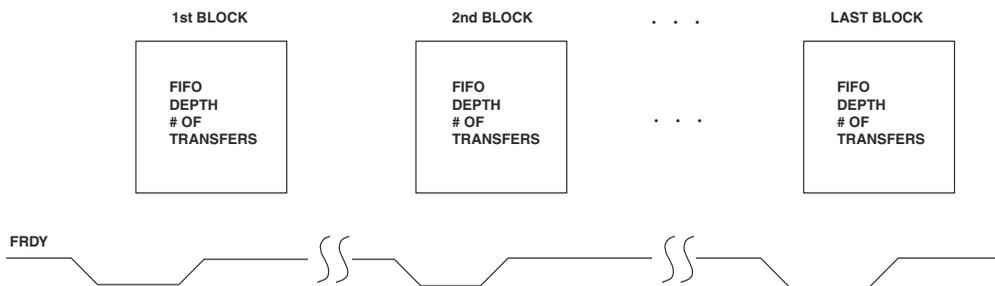 1st BLOCK
2nd BLOCK
. . .
LAST BLOCK
FIFO
DEPTH
# OF
TRANSFERS
FIFO
DEPTH
# OF
TRANSFERS
. . .
FIFO
DEPTH
# OF
TRANSFERS
FRDY